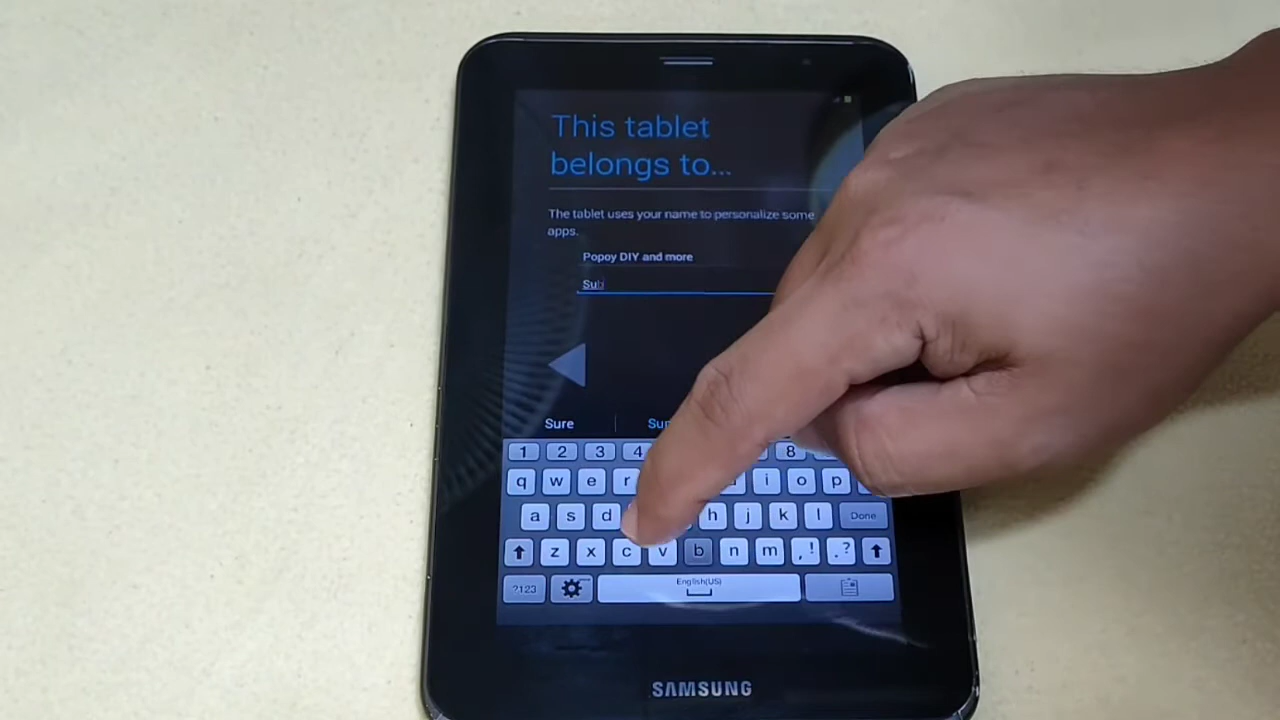 This tablet
belongs to...
The tablet uses your name to personalize some
apps.
Popoy DIY and more
Sub
Sure
1 2 3 4 8
q w e r i o p
a s d h j k l Done
z x c v b n m , ! . ?
?123 English(US)
SAMSUNG